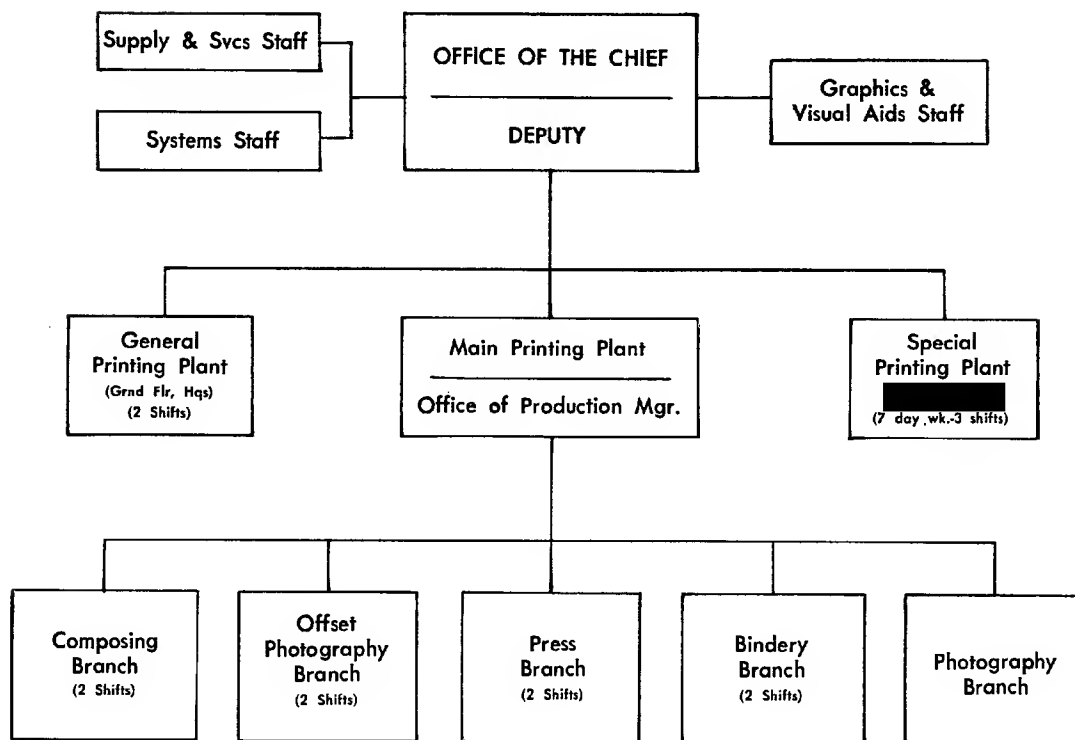 Supply & Svcs Staff
Systems Staff
OFFICE OF THE CHIEF
DEPUTY
Graphics &
Visual Aids Staff
General
Printing Plant
(Grnd Flr, Hqs)
(2 Shifts)
Main Printing Plant
Office of Production Mgr.
Special
Printing Plant
(7 day wk.-3 shifts)
Composing
Branch
(2 Shifts)
Offset
Photography
Branch
(2 Shifts)
Press
Branch
(2 Shifts)
Bindery
Branch
(2 Shifts)
Photography
Branch